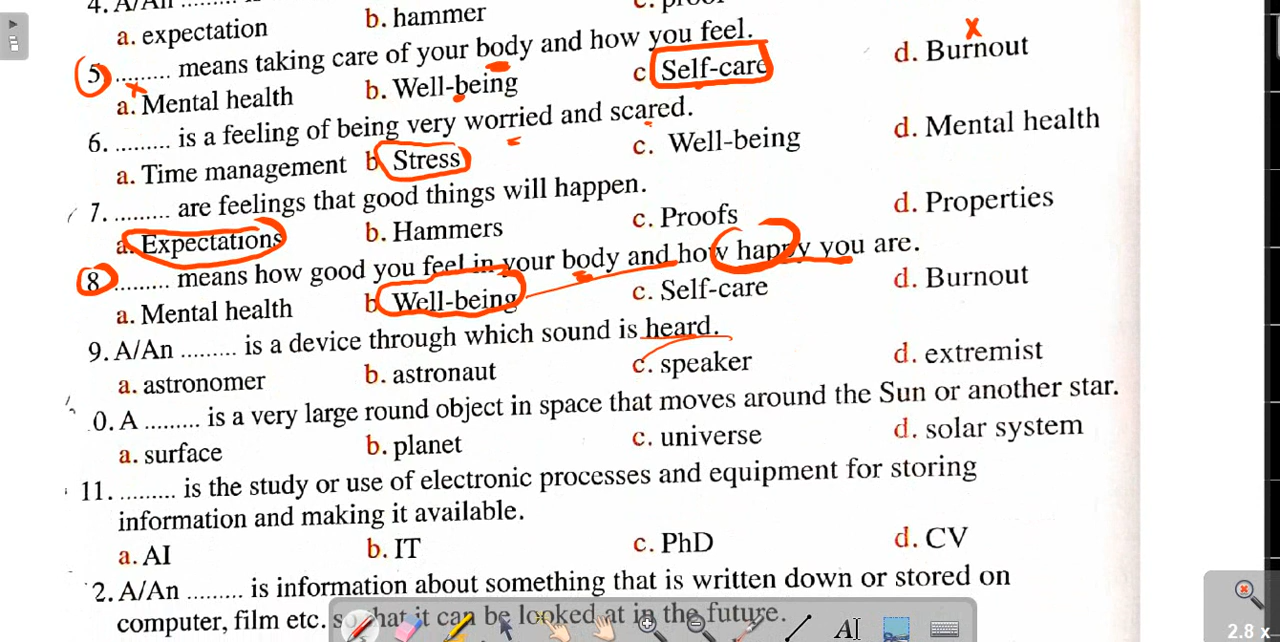 4. A/An .........
a. expectation b. hammer c. proof
5. ......... means taking care of your body and how you feel.
a. Mental health b. Well-being c Self-care d. Burnout
6. ......... is a feeling of being very worried and scared.
a. Time management b Stress c. Well-being d. Mental health
7. ......... are feelings that good things will happen.
a. Expectations b. Hammers c. Proofs d. Properties
8 ......... means how good you feel in your body and how happy you are.
a. Mental health b Well-being c. Self-care d. Burnout
9. A/An ......... is a device through which sound is heard.
a. astronomer b. astronaut c. speaker d. extremist
0. A ......... is a very large round object in space that moves around the Sun or another star.
a. surface b. planet c. universe d. solar system
11. ......... is the study or use of electronic processes and equipment for storing
information and making it available.
a. AI b. IT c. PhD d. CV
2. A/An ......... is information about something that is written down or stored on
computer, film etc. so that it can be looked at in the future.
AI
2.8 x